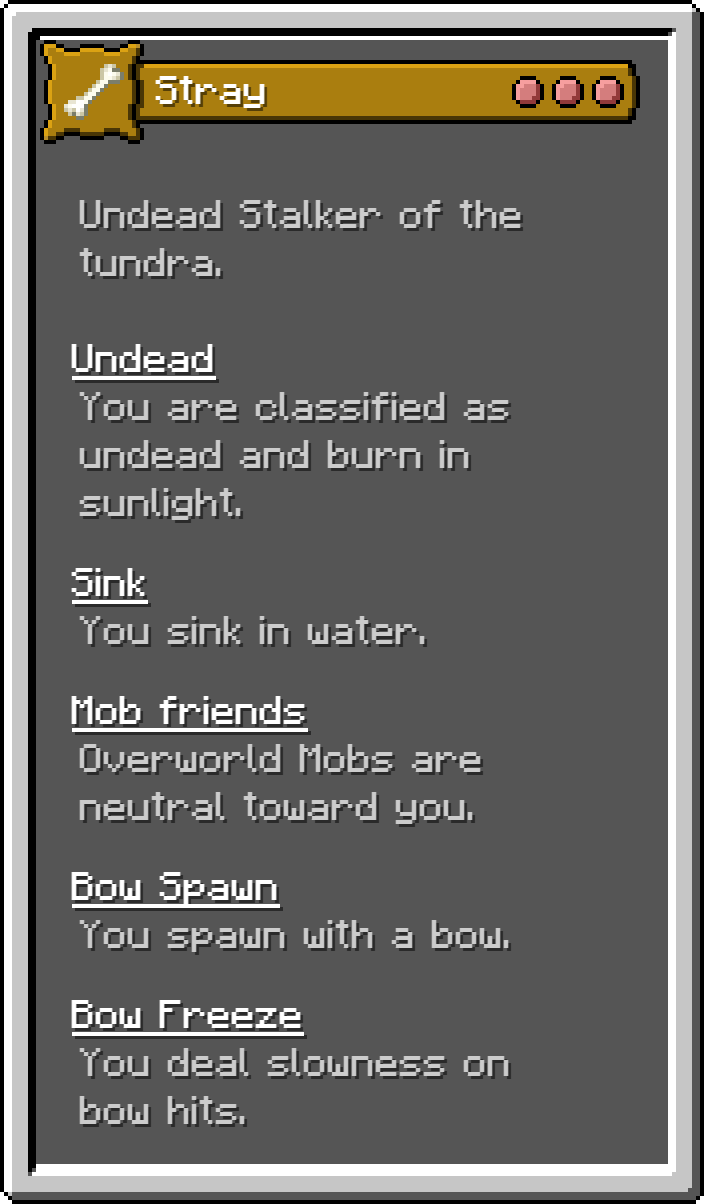 Stray
Undead Stalker of the
tundra.
Undead
You are classified as
undead and burn in
sunlight.
Sink
You sink in water.
Mob friends
Overworld Mobs are
neutral toward you.
Bow Spawn
You spawn with a bow.
Bow Freeze
You deal slowness on
bow hits.